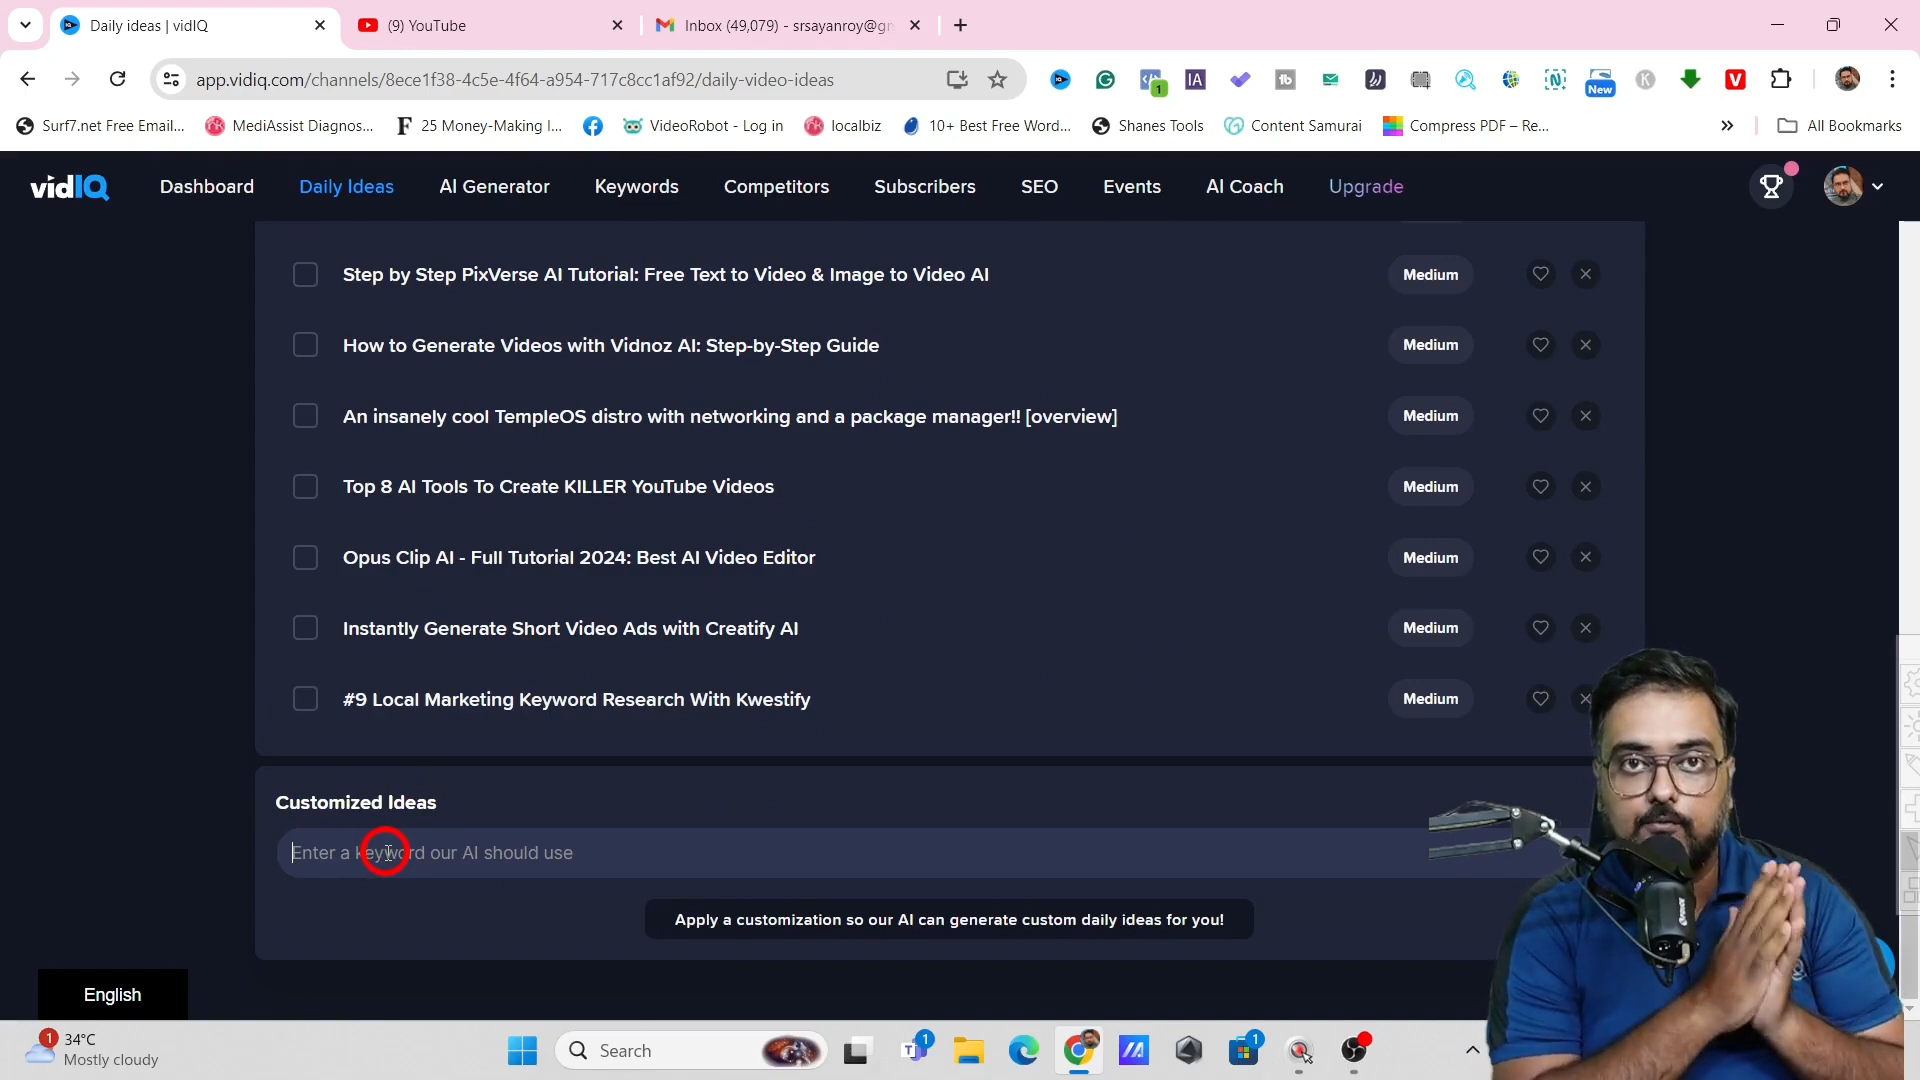 Daily ideas | vidIQ
(9) YouTube
Inbox (49,079) - srsayanroy@gm
app.vidiq.com/channels/8ece1f38-4c5e-4f64-a954-717c8cc1af92/daily-video-ideas
1
IA
New
Surf7.net Free Email...
MediAssist Diagnos...
25 Money-Making I...
VideoRobot - Log in
localbiz
10+ Best Free Word...
Shanes Tools
Content Samurai
Compress PDF – Re...
All Bookmarks
vidIQ
Dashboard
Daily Ideas
AI Generator
Keywords
Competitors
Subscribers
SEO
Events
AI Coach
Upgrade
Step by Step PixVerse AI Tutorial: Free Text to Video & Image to Video AI
Medium
How to Generate Videos with Vidnoz AI: Step-by-Step Guide
Medium
An insanely cool TempleOS distro with networking and a package manager!! [overview]
Medium
Top 8 AI Tools To Create KILLER YouTube Videos
Medium
Opus Clip AI - Full Tutorial 2024: Best AI Video Editor
Medium
Instantly Generate Short Video Ads with Creatify AI
Medium
#9 Local Marketing Keyword Research With Kwestify
Medium
Customized Ideas
Enter a keyword our AI should use
Apply a customization so our AI can generate custom daily ideas for you!
English
1
34°C
Mostly cloudy
Search
1
1